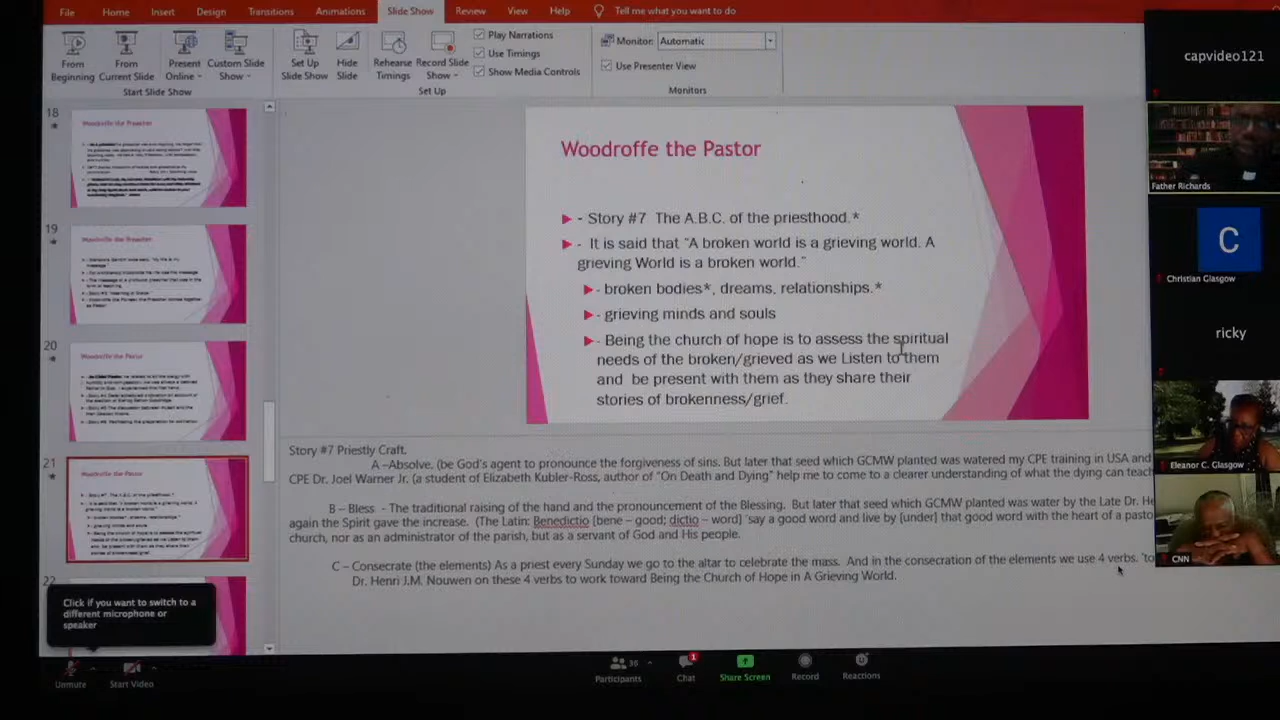 File Home Insert Design Transitions Animations Slide Show Review View Help Tell me what you want to do
From Beginning
From Current Slide
Present Online
Custom Slide Show
Start Slide Show
Set Up Slide Show
Hide Slide
Rehearse Timings
Record Slide Show
Play Narrations
Use Timings
Show Media Controls
Set Up
Monitor: Automatic
Use Presenter View
Monitors
18
Woodroffe the Preacher
19
Woodroffe the Preacher
20
Woodroffe the Pastor
21
Woodroffe the Pastor
22
Woodroffe the Pastor
- Story #7 The A.B.C. of the priesthood.*
- It is said that "A broken world is a grieving world. A
grieving World is a broken world."
- broken bodies*, dreams, relationships.*
- grieving minds and souls
- Being the church of hope is to assess the spiritual
needs of the broken/grieved as we Listen to them
and be present with them as they share their
stories of brokenness/grief.
Story #7 Priestly Craft.
A –Absolve, (be God's agent to pronounce the forgiveness of sins. But later that seed which GCMW planted was watered my CPE training in USA and
CPE Dr. Joel Warner Jr. (a student of Elizabeth Kubler-Ross, author of "On Death and Dying" help me to come to a clearer understanding of what the dying can teach
B – Bless - The traditional raising of the hand and the pronouncement of the Blessing. But later that seed which GCMW planted was water by the Late Dr. He
again the Spirit gave the increase. (The Latin: Benedictio [bene – good; dictio – word] 'say a good word and live by [under] that good word with the heart of a pasto
church, nor as an administrator of the parish, but as a servant of God and His people.
C – Consecrate (the elements) As a priest every Sunday we go to the altar to celebrate the mass. And in the consecration of the elements we use 4 verbs. 'to
Dr. Henri J.M. Nouwen on these 4 verbs to work toward Being the Church of Hope in A Grieving World.
capvideo121
Father Richards
C
Christian Glasgow
ricky
Eleanor C. Glasgow
CNN
Click if you want to switch to a
different microphone or
speaker
Unmute
Start Video
36
Participants
1
Chat
Share Screen
Record
Reactions